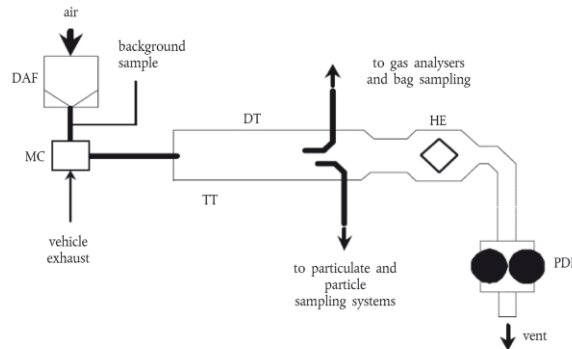 air
background
sample
DAF
to gas analysers
and bag sampling
DT
HE
MC
TT
vehicle
exhaust
to particulate and
particle
sampling systems
vent